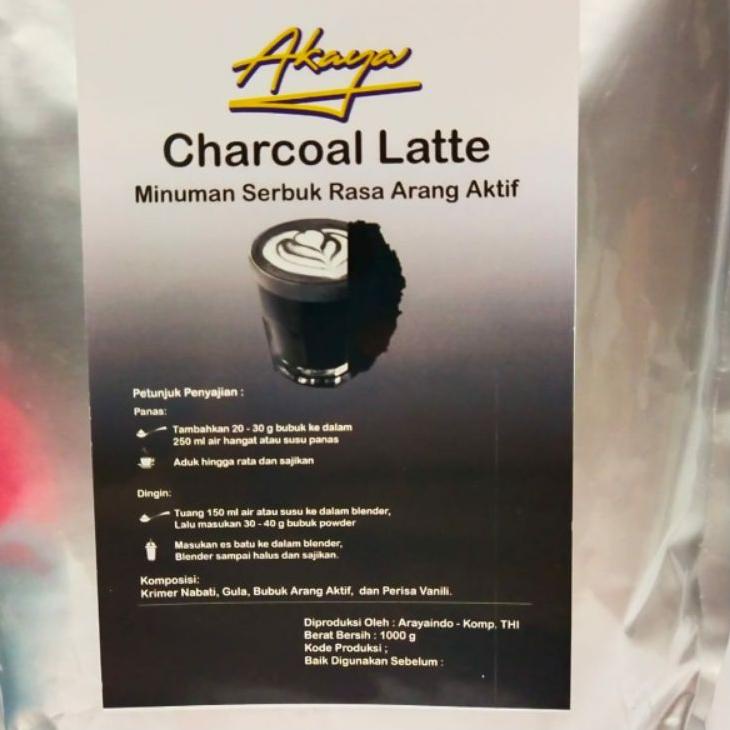 Akaya
Charcoal Latte
Minuman Serbuk Rasa Arang Aktif
Petunjuk Penyajian :
Panas:
Tambahkan 20 - 30 g bubuk ke dalam
250 ml air hangat atau susu panas
Aduk hingga rata dan sajikan
Dingin:
Tuang 150 ml air atau susu ke dalam blender,
Lalu masukan 30 - 40 g bubuk powder
Masukan es batu ke dalam blender,
Blender sampai halus dan sajikan.
Komposisi:
Krimer Nabati, Gula, Bubuk Arang Aktif, dan Perisa Vanili.
Diproduksi Oleh : Arayaindo - Komp. THI
Berat Bersih : 1000 g
Kode Produksi ;
Baik Digunakan Sebelum :